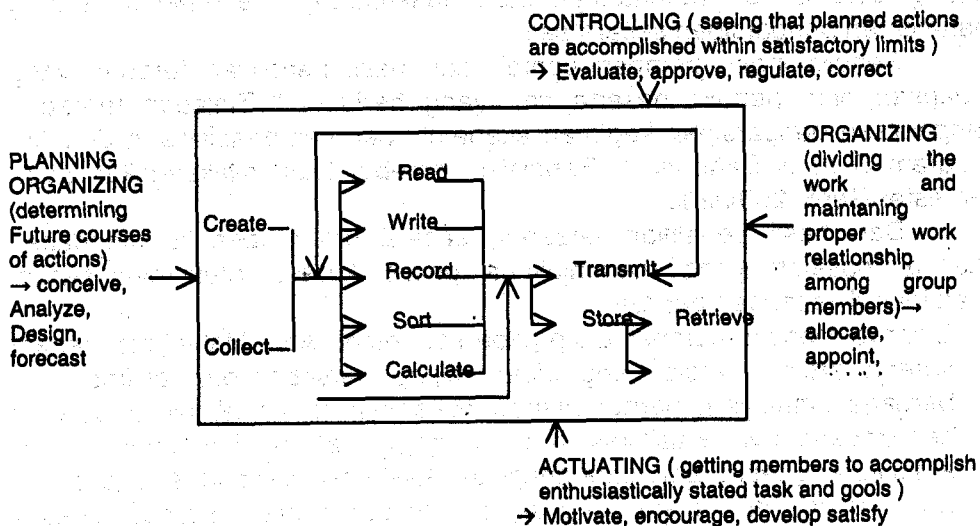 CONTROLLING ( seeing that planned actions
are accomplished within satisfactory limits )
→ Evaluate, approve, regulate, correct
PLANNING
ORGANIZING
(determining
Future courses
of actions)
→ conceive,
Analyze,
Design,
forecast
Create
Collect
Read
Write
Record
Sort
Calculate
Transmit
Store
Retrieve
ORGANIZING
(dividing the
work and
maintaning
proper work
relationship
among group
members)→
allocate,
appoint,
ACTUATING ( getting members to accomplish
enthusiastically stated task and gools )
→ Motivate, encourage, develop satisfy